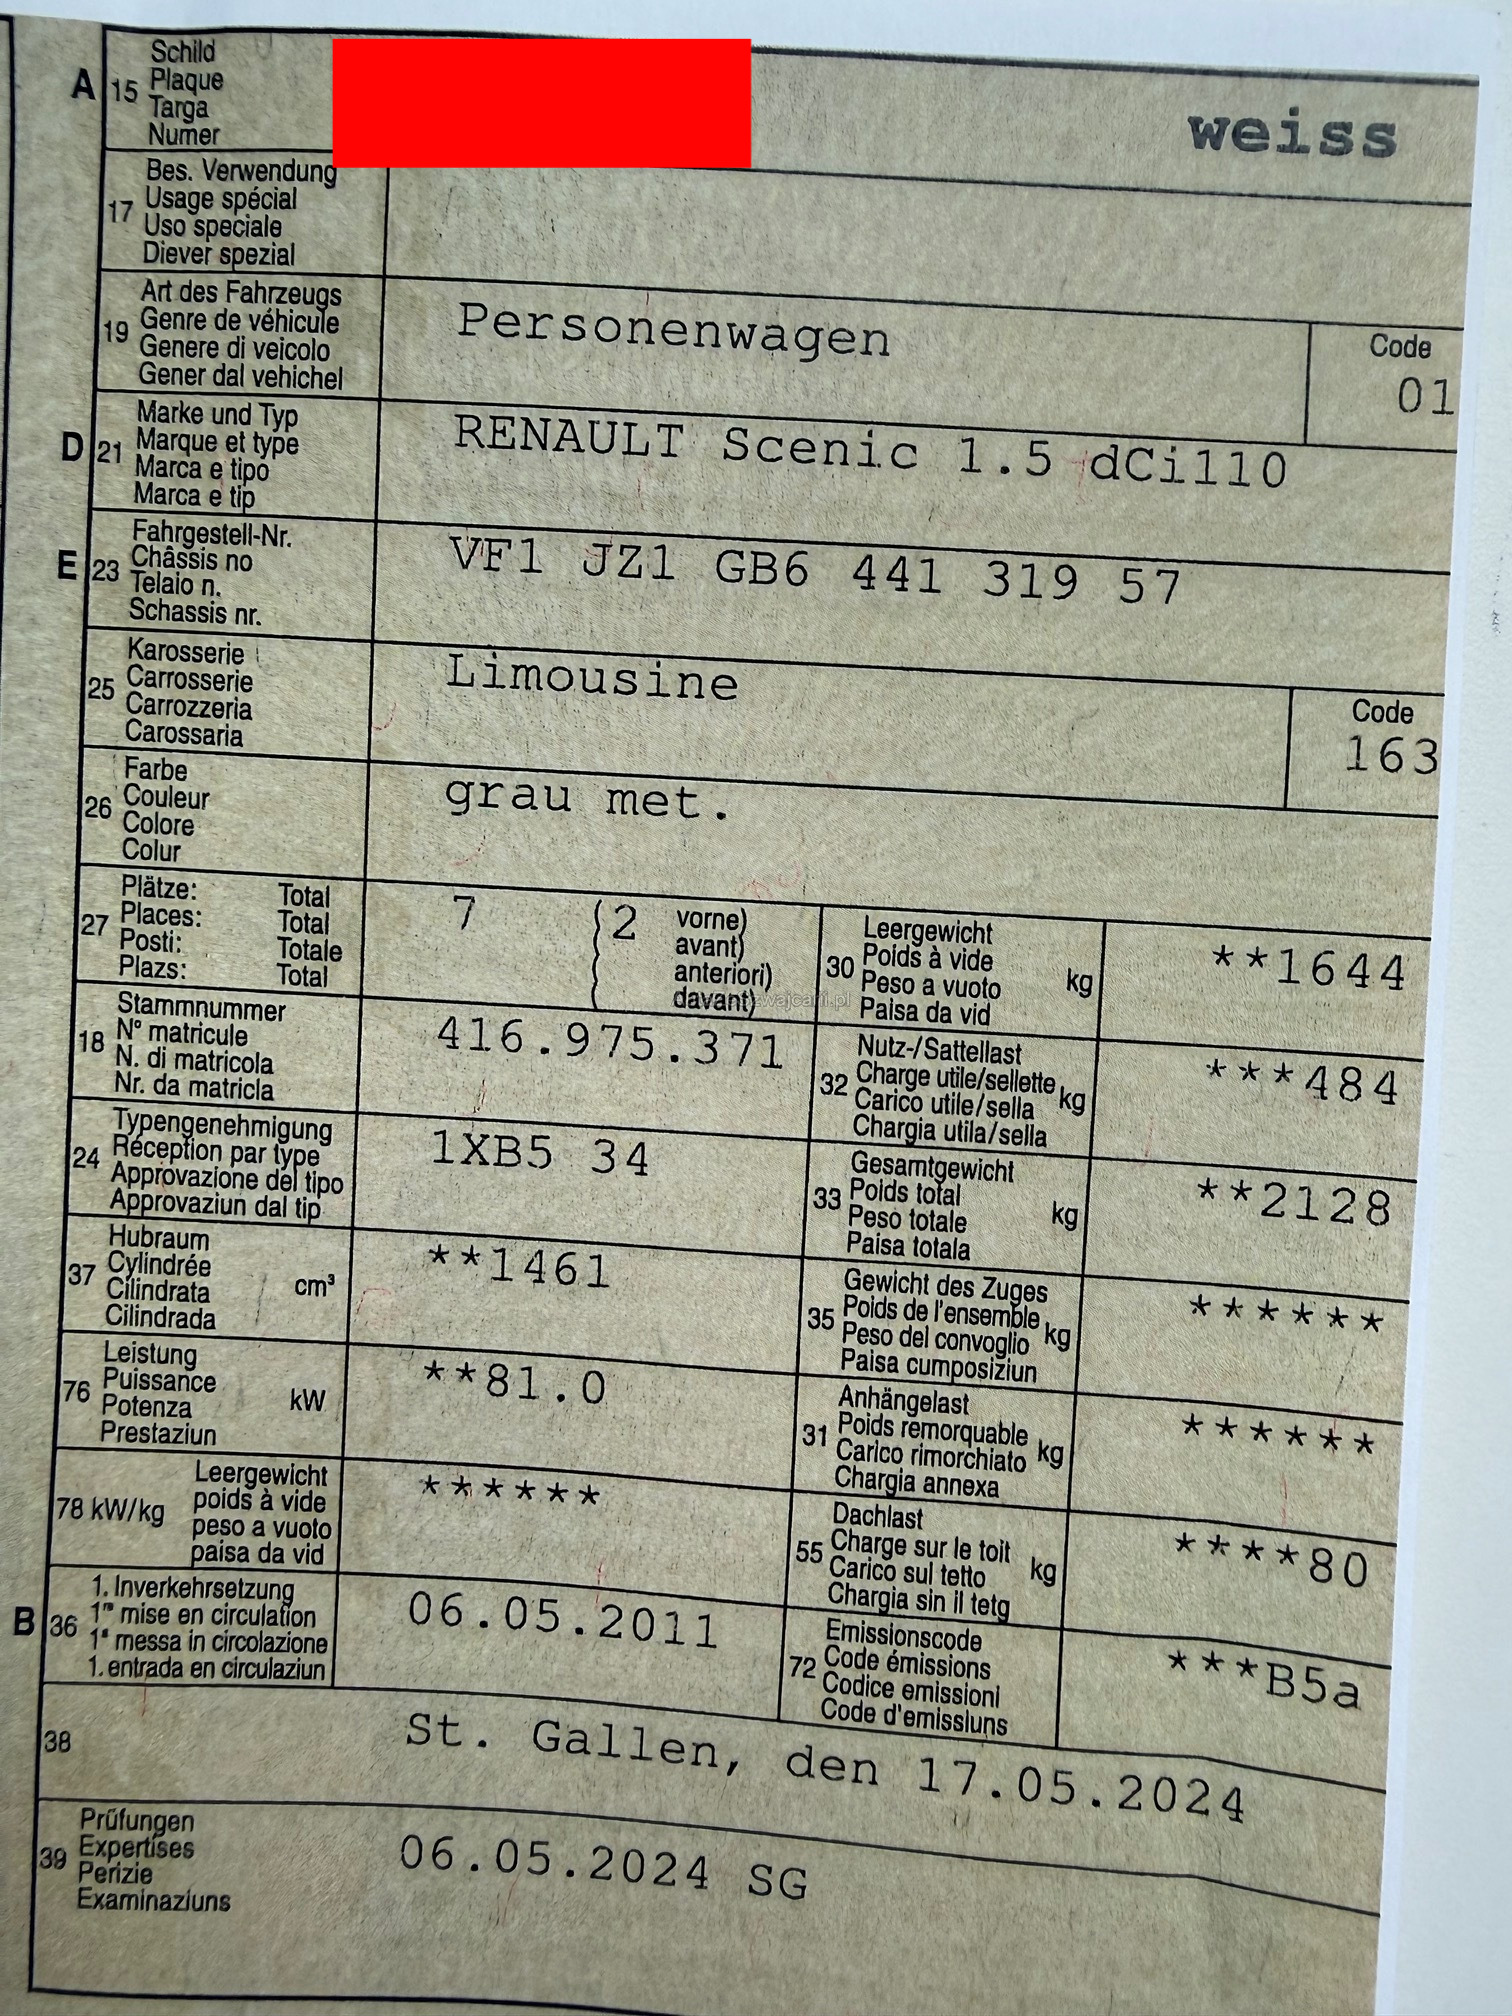 A 15 Schild
Plaque
Targa
Numer
weiss
17 Bes. Verwendung
Usage spécial
Uso speciale
Diever spezial
19 Art des Fahrzeugs
Genre de véhicule
Genere di veicolo
Gener dal vehichel
Personenwagen
Code
01
D 21 Marke und Typ
Marque et type
Marca e tipo
Marca e tip
RENAULT Scenic 1.5 dCi110
E 23 Fahrgestell-Nr.
Châssis no
Telaio n.
Schassis nr.
VF1 JZ1 GB6 441 319 57
25 Karosserie
Carrosserie
Carrozzeria
Carossaria
Limousine
Code
163
26 Farbe
Couleur
Colore
Colur
grau met.
27 Plätze: Total
Places: Total
Posti: Totale
Plazs: Total
7 (2 vorne)
( avant)
( anteriori)
( davant)
30 Leergewicht
Poids à vide
Peso a vuoto kg
Paisa da vid
**1644
18 Stammnummer
N° matricule
N. di matricola
Nr. da matricla
416.975.371
32 Nutz-/Sattellast
Charge utile/sellette kg
Carico utile/sella
Chargia utila/sella
***484
24 Typengenehmigung
Réception par type
Approvazione del tipo
Approvaziun dal tip
1XB5 34
33 Gesamtgewicht
Poids total
Peso totale kg
Paisa totala
**2128
37 Hubraum
Cylindrée
Cilindrata cm³
Cilindrada
**1461
35 Gewicht des Zuges
Poids de l'ensemble
Peso del convoglio kg
Paisa cumposiziun
******
76 Leistung
Puissance
Potenza kW
Prestaziun
**81.0
31 Anhängelast
Poids remorquable
Carico rimorchiato kg
Chargia annexa
******
78 kW/kg Leergewicht
poids à vide
peso a vuoto
paisa da vid
******
55 Dachlast
Charge sur le toit
Carico sul tetto kg
Chargia sin il tetg
****80
B 36 1. Inverkehrsetzung
1re mise en circulation
1a messa in circolazione
1. entrada en circulaziun
06.05.2011
72 Emissionscode
Code émissions
Codice emissioni
Code d'emissiuns
***B5a
38 St. Gallen, den 17.05.2024
39 Prüfungen
Expertises
Perizie
Examinaziuns
06.05.2024 SG